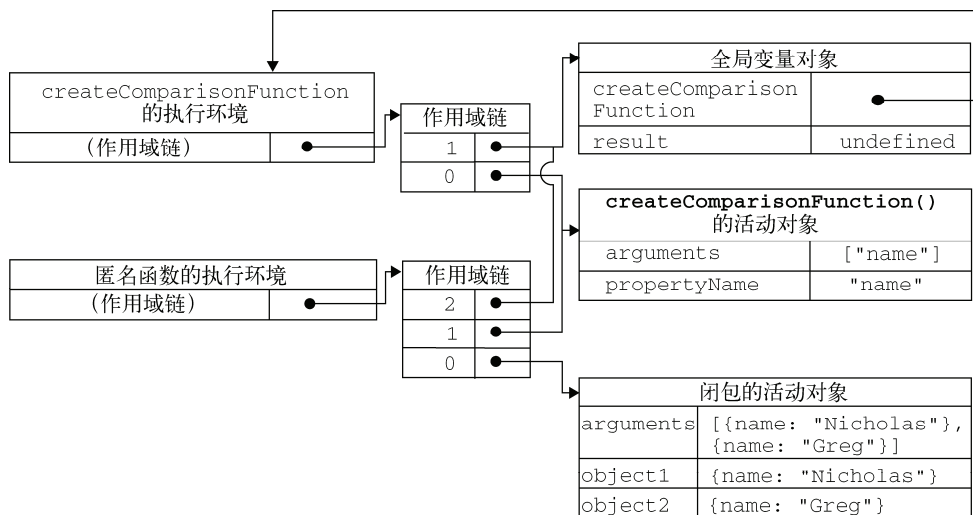 createComparisonFunction
的执行环境
(作用域链)
作用域链
1
0
全局变量对象
createComparison
Function
result undefined
createComparisonFunction()
的活动对象
arguments ["name"]
propertyName "name"
匿名函数的执行环境
(作用域链)
作用域链
2
1
0
闭包的活动对象
arguments [{name: "Nicholas"},
{name: "Greg"}]
object1 {name: "Nicholas"}
object2 {name: "Greg"}